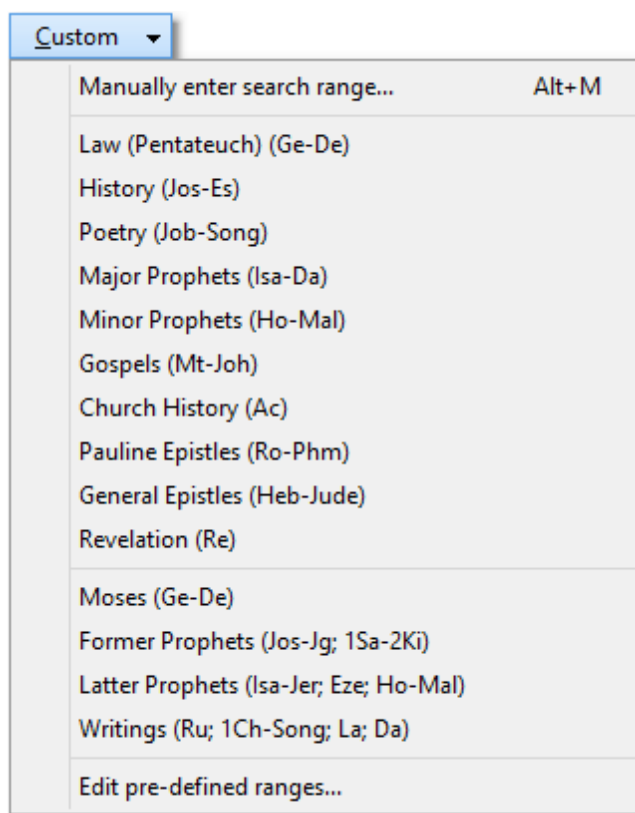 Custom
Manually enter search range... Alt+M
Law (Pentateuch) (Ge-De)
History (Jos-Es)
Poetry (Job-Song)
Major Prophets (Isa-Da)
Minor Prophets (Ho-Mal)
Gospels (Mt-Joh)
Church History (Ac)
Pauline Epistles (Ro-Phm)
General Epistles (Heb-Jude)
Revelation (Re)
Moses (Ge-De)
Former Prophets (Jos-Jg; 1Sa-2Ki)
Latter Prophets (Isa-Jer; Eze; Ho-Mal)
Writings (Ru; 1Ch-Song; La; Da)
Edit pre-defined ranges...